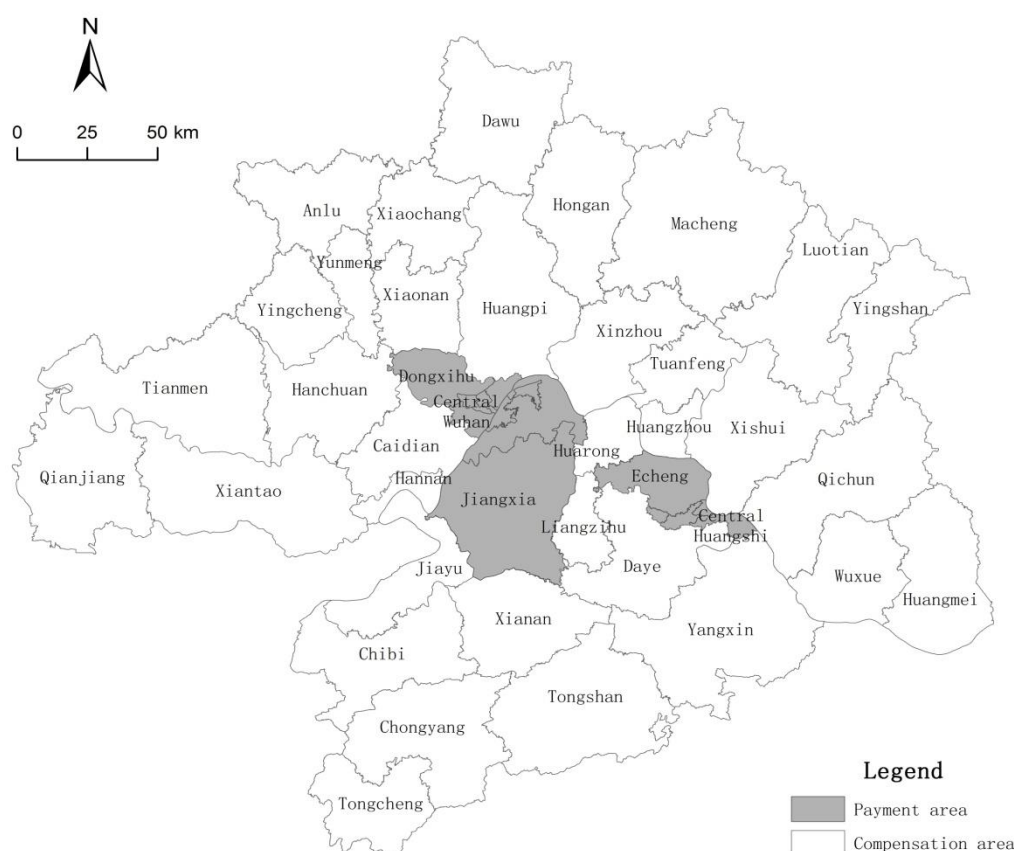 N
0 25 50 km
Dawu
Hongan
Macheng
Anlu
Xiaochang
Luotian
Yunmeng
Xiaonan
Yingcheng
Huangpi
Yingshan
Xinzhou
Tuanfeng
Dongxihu
Tianmen
Hanchuan
Central
Wuhan
Huangzhou
Xishui
Caidian
Huarong
Echeng
Qianjiang
Xiantao
Hannan
Jiangxia
Qichun
Central
Huangshi
Liangzihu
Jiayu
Daye
Wuxue
Huangmei
Xianan
Yangxin
Chibi
Tongshan
Chongyang
Tongcheng
Legend
Payment area
Compensation area